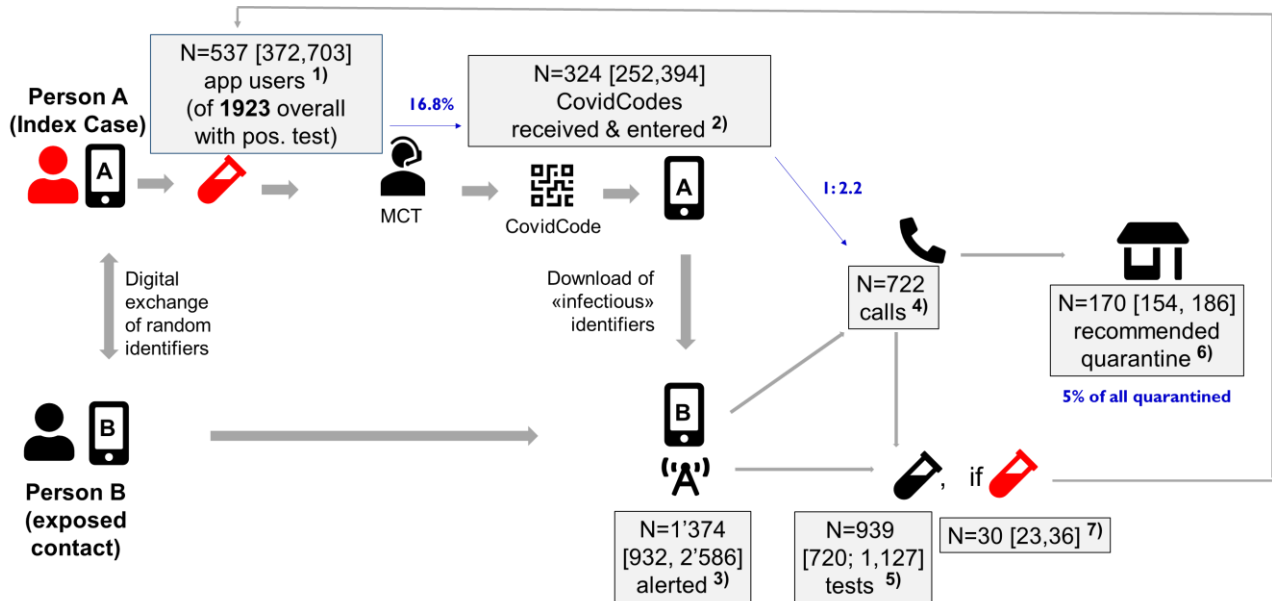 N=537 [372,703]
app users 1)
(of 1923 overall
with pos. test)
Person A
(Index Case)
A
16.8%
N=324 [252,394]
CovidCodes
received & entered 2)
MCT
CovidCode
A
1: 2.2
Digital
exchange
of random
identifiers
Download of
«infectious»
identifiers
N=722
calls 4)
N=170 [154, 186]
recommended
quarantine 6)
5% of all quarantined
B
Person B
(exposed
contact)
B
N=1'374
[932, 2'586]
alerted 3)
, if
N=939
[720; 1,127]
tests 5)
N=30 [23,36] 7)